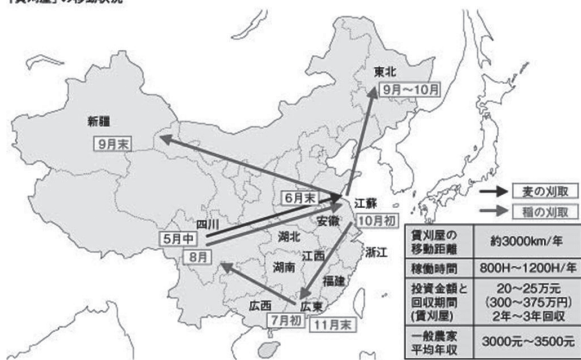 「賃刈屋」の移動状況
東北
9月～10月
新疆
9月末
6月末
江蘇
麦の刈取
稲の刈取
四川
安徽
10月初
5月中
8月
湖北
浙江
江西
湖南
福建
広西
広東
7月初
11月末
賃刈屋の
移動距離
約3000km/年
稼働時間
800H～1200H/年
投資金額と
回収期間
(賃刈屋)
20～25万元
(300～375万円)
2年～3年回収
一般農家
平均年収
3000元～3500元